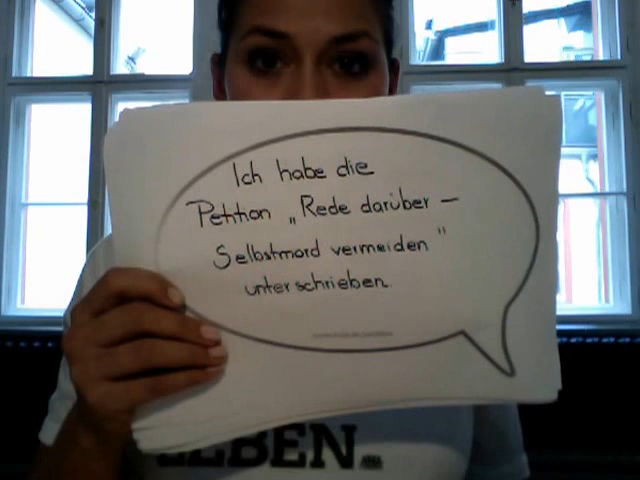 Ich habe die
Petition „Rede darüber –
Selbstmord vermeiden"
unterschrieben.
LEBEN.